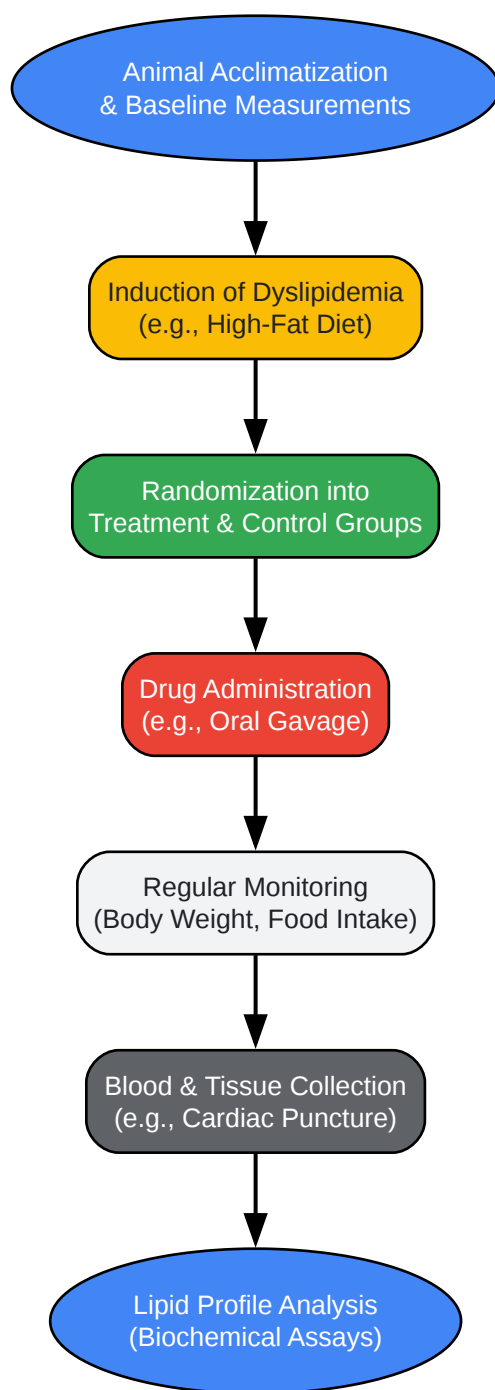 Animal Acclimatization
& Baseline Measurements
Induction of Dyslipidemia
(e.g., High-Fat Diet)
Randomization into
Treatment & Control Groups
Drug Administration
(e.g., Oral Gavage)
Regular Monitoring
(Body Weight, Food Intake)
Blood & Tissue Collection
(e.g., Cardiac Puncture)
Lipid Profile Analysis
(Biochemical Assays)